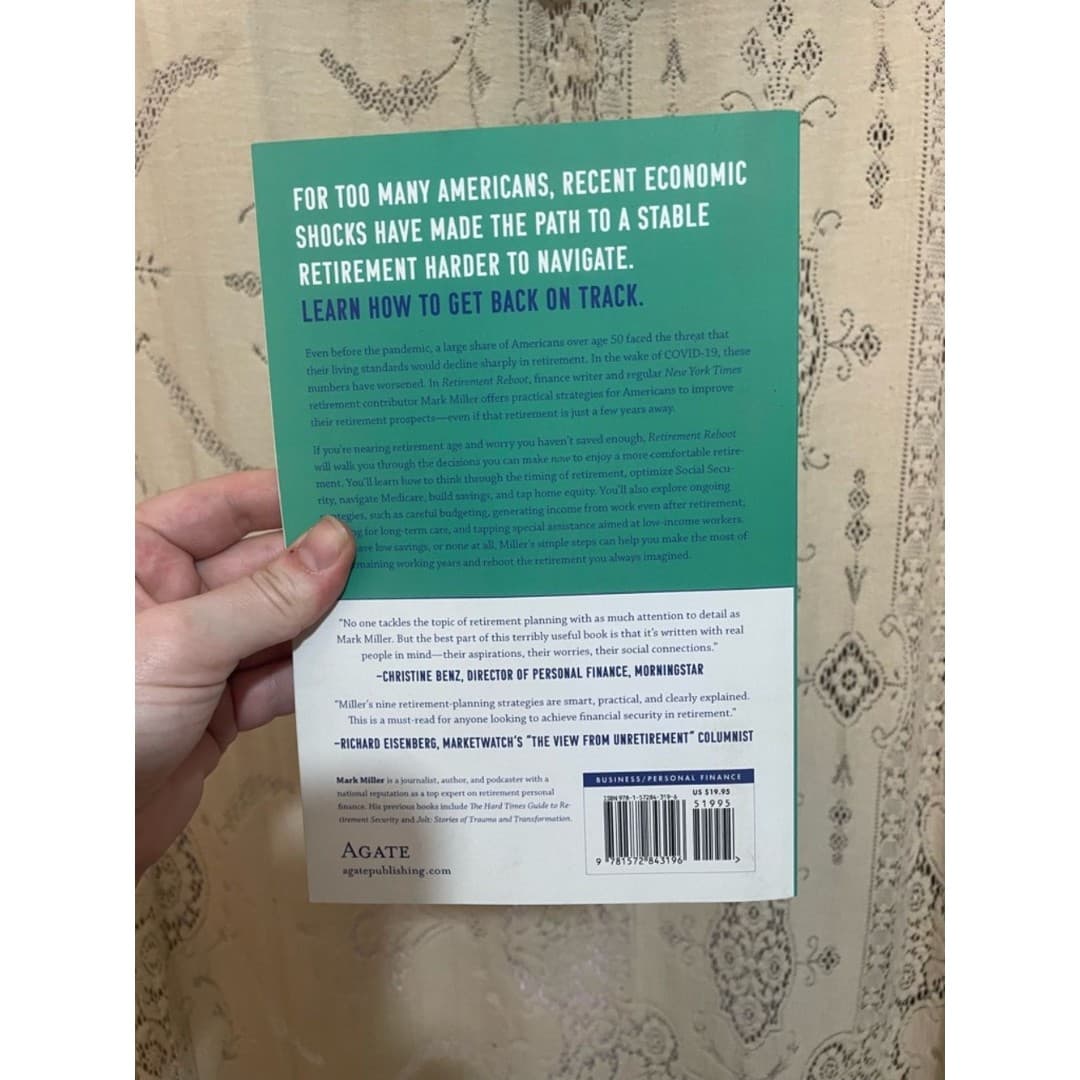 FOR TOO MANY AMERICANS, RECENT ECONOMIC
SHOCKS HAVE MADE THE PATH TO A STABLE
RETIREMENT HARDER TO NAVIGATE.
LEARN HOW TO GET BACK ON TRACK.
Even before the pandemic, a large share of Americans over age 50 faced the threat that
their living standards would decline sharply in retirement. In the wake of COVID-19, these
numbers have worsened. In Retirement Reboot, finance writer and regular New York Times
retirement contributor Mark Miller offers practical strategies for Americans to improve
their retirement prospects—even if that retirement is just a few years away.
If you're nearing retirement age and worry you haven't saved enough, Retirement Reboot
will walk you through the decisions you can make now to enjoy a more comfortable retire-
ment. You'll learn how to think through the timing of retirement, optimize Social Secu-
rity, navigate Medicare, build savings, and tap home equity. You'll also explore ongoing
such as careful budgeting, generating income from work even after retirement,
for long-term care, and tapping special assistance aimed at low-income workers.
low savings, or none at all, Miller's simple steps can help you make the most of
working years and reboot the retirement you always imagined.
"No one tackles the topic of retirement planning with as much attention to detail as
Mark Miller. But the best part of this terribly useful book is that it's written with real
people in mind—their aspirations, their worries, their social connections."
–CHRISTINE BENZ, DIRECTOR OF PERSONAL FINANCE, MORNINGSTAR
"Miller's nine retirement-planning strategies are smart, practical, and clearly explained.
This is a must-read for anyone looking to achieve financial security in retirement."
–RICHARD EISENBERG, MARKETWATCH'S "THE VIEW FROM UNRETIREMENT" COLUMNIST
Mark Miller is a journalist, author, and podcaster with a
national reputation as a top expert on retirement personal
finance. His previous books include The Hard Times Guide to Re-
tirement Security and Jolt: Stories of Trauma and Transformation.
AGATE
agatepublishing.com
BUSINESS/PERSONAL FINANCE
ISBN 978-1-57284-319-6
US $19.95
51995
9 781572 843196 >